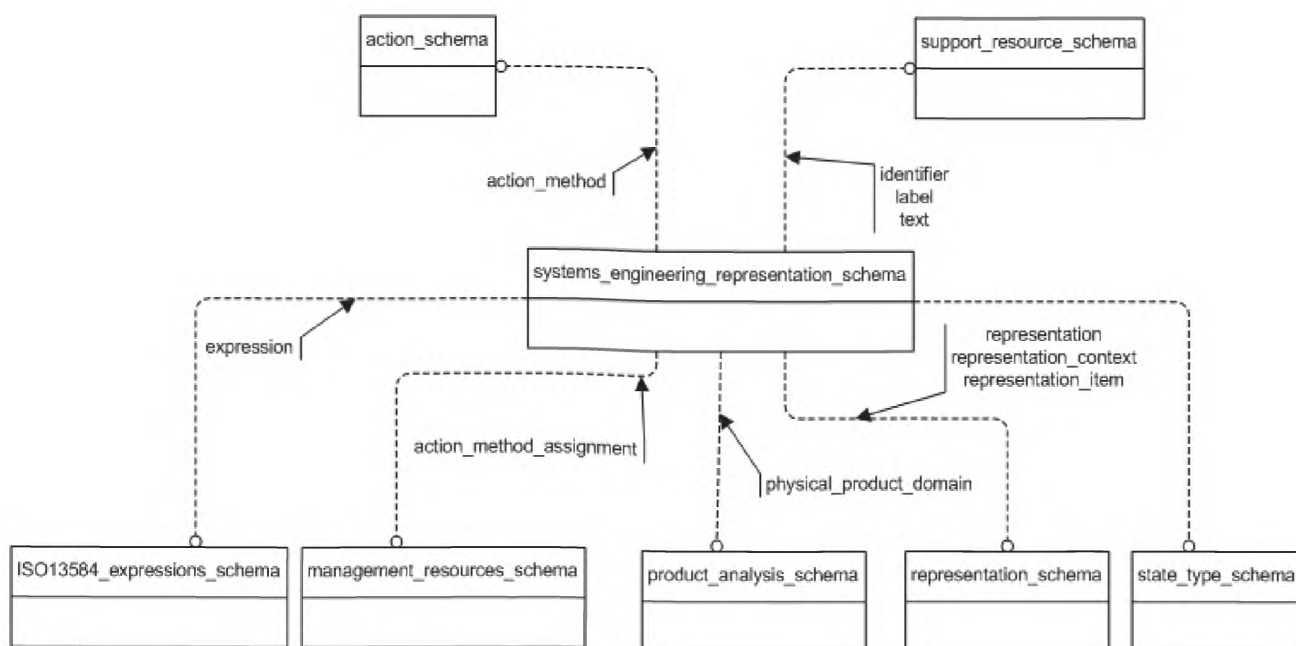 action_schema
support_resource_schema
action_method
identifier
label
text
systems_engineering_representation_schema
expression
representation
representation_context
representation_item
action_method_assignment
physical_product_domain
ISO13584_expressions_schema
management_resources_schema
product_analysis_schema
representation_schema
state_type_schema